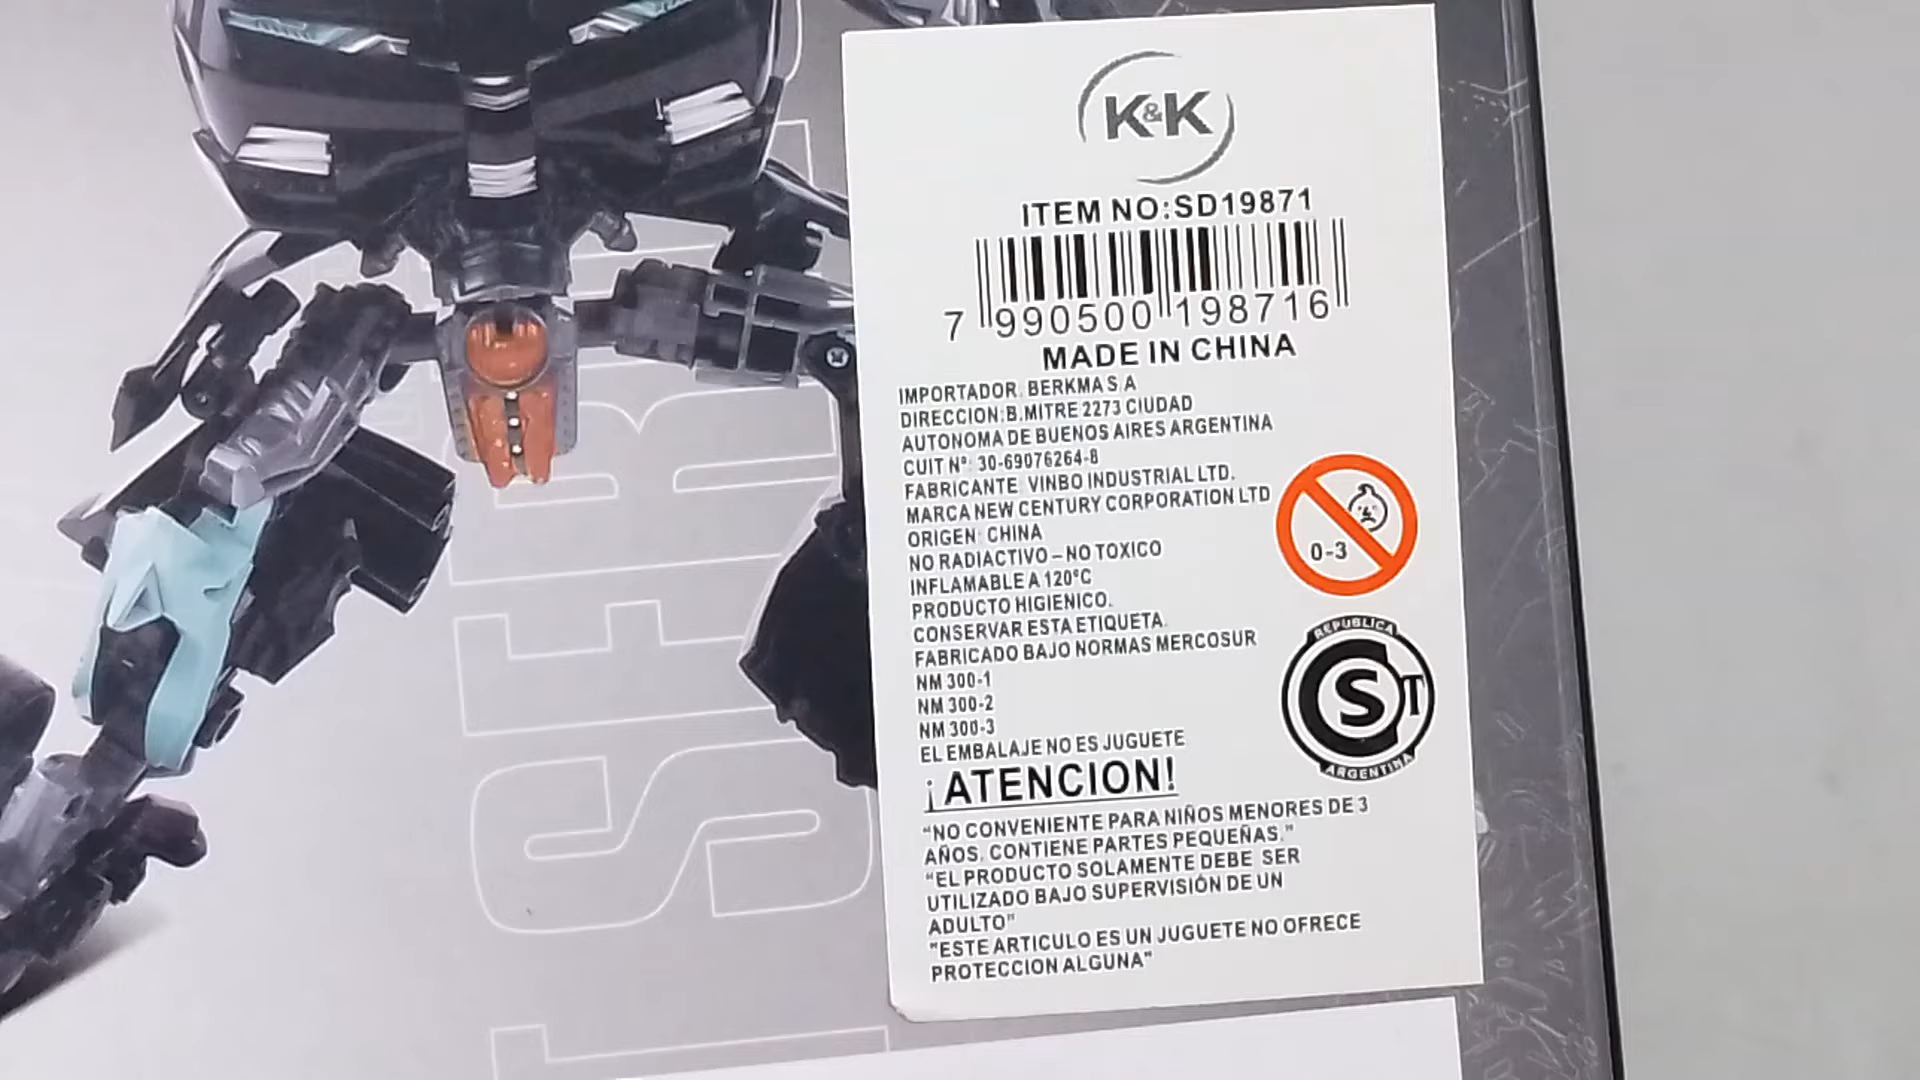 K&K
ITEM NO:SD19871
7 990500 198716
MADE IN CHINA
IMPORTADOR. BERKMA S A
DIRECCION: B.MITRE 2273 CIUDAD
AUTONOMA DE BUENOS AIRES ARGENTINA
CUIT Nº: 30-69076264-8
FABRICANTE VINBO INDUSTRIAL LTD.
MARCA NEW CENTURY CORPORATION LTD
ORIGEN: CHINA
NO RADIACTIVO – NO TOXICO
INFLAMABLE A 120°C
PRODUCTO HIGIENICO.
CONSERVAR ESTA ETIQUETA.
FABRICADO BAJO NORMAS MERCOSUR
NM 300-1
NM 300-2
NM 300-3
EL EMBALAJE NO ES JUGUETE
0-3
REPUBLICA
CST
ARGENTINA
¡ATENCION!
"NO CONVENIENTE PARA NIÑOS MENORES DE 3
AÑOS. CONTIENE PARTES PEQUEÑAS."
"EL PRODUCTO SOLAMENTE DEBE SER
UTILIZADO BAJO SUPERVISIÓN DE UN
ADULTO"
"ESTE ARTICULO ES UN JUGUETE NO OFRECE
PROTECCION ALGUNA"